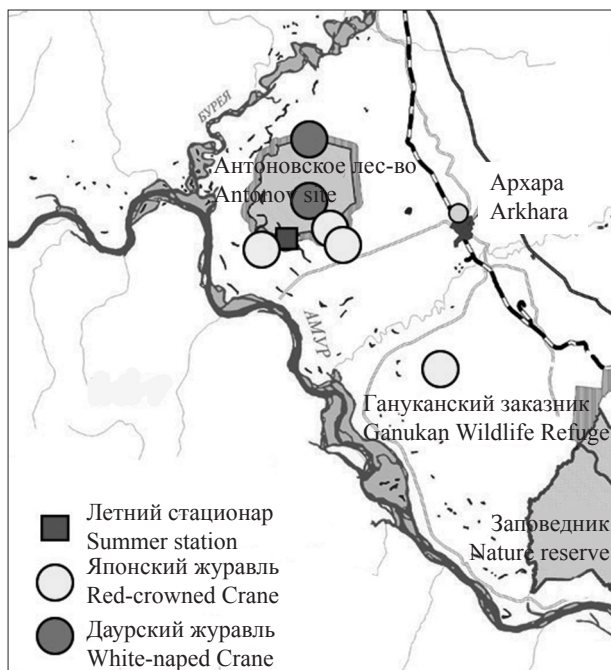 БУРЕЯ
Антоновское лес-во
Antonov site
Архара
Arkhara
АМУР
Гануканский заказник
Ganukan Wildlife Refuge
Заповедник
Nature reserve
Летний стационар
Summer station
Японский журавль
Red-crowned Crane
Даурский журавль
White-naped Crane